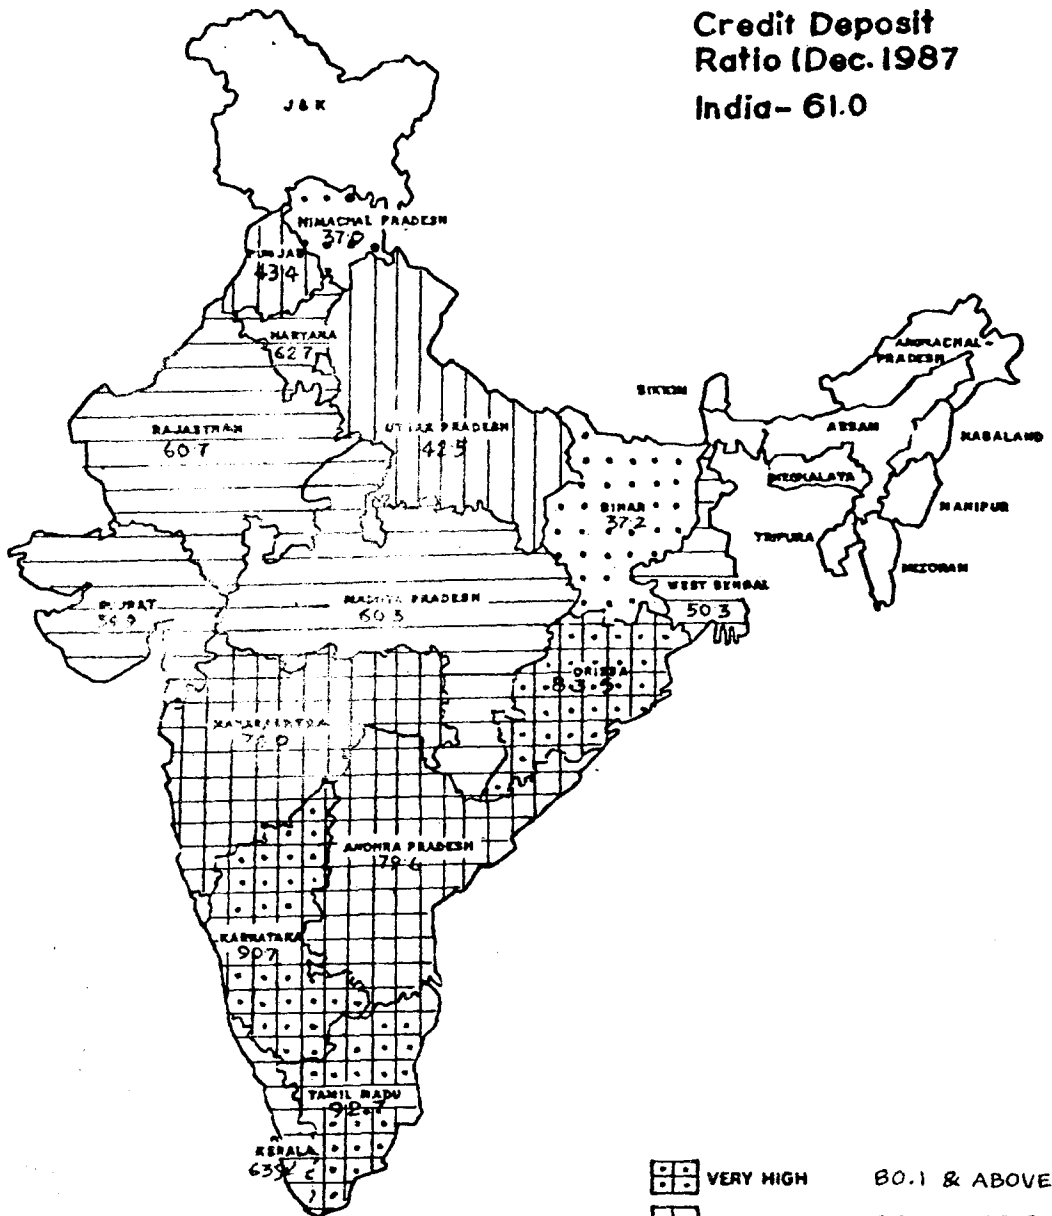 Credit Deposit
Ratio (Dec. 1987
India- 61.0
J & K
HIMACHAL PRADESH
37.0
PUNJAB
43.4
HARYANA
62.7
RAJASTHAN
60.7
UTTAR PRADESH
42.5
SIKKIM
ARUNACHAL-
PRADESH
ASSAM
NAGALAND
MEGHALAYA
MANIPUR
TRIPURA
MIZORAM
BIHAR
37.2
WEST BENGAL
50.3
GUJRAT
MADHYA PRADESH
60.3
ORISSA
83.5
MAHARASHTRA
ANDHRA PRADESH
KARNATAKA
90.7
TAMIL NADU
92.7
KERALA
VERY HIGH 80.1 & ABOVE